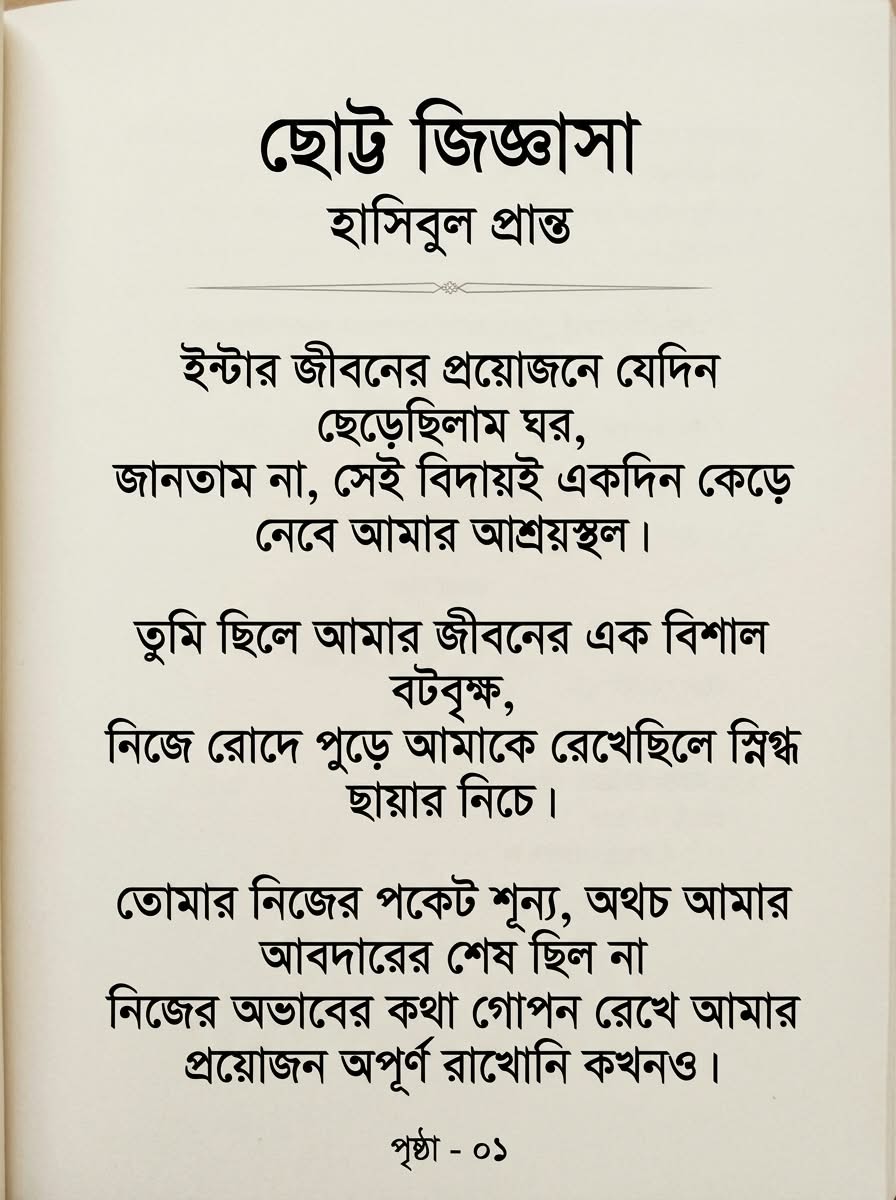 ছোট্ট জিজ্ঞাসা
হাসিবুল প্রান্ত
ইন্টার জীবনের প্রয়োজনে যেদিন
ছেড়েছিলাম ঘর,
জানতাম না, সেই বিদায়ই একদিন কেড়ে
নেবে আমার আশ্রয়স্থল।
তুমি ছিলে আমার জীবনের এক বিশাল
বটবৃক্ষ,
নিজে রোদে পুড়ে আমাকে রেখেছিলে স্নিগ্ধ
ছায়ার নিচে।
তোমার নিজের পকেট শূন্য, অথচ আমার
আবদারের শেষ ছিল না
নিজের অভাবের কথা গোপন রেখে আমার
প্রয়োজন অপূর্ণ রাখোনি কখনও।
পৃষ্ঠা - ০১